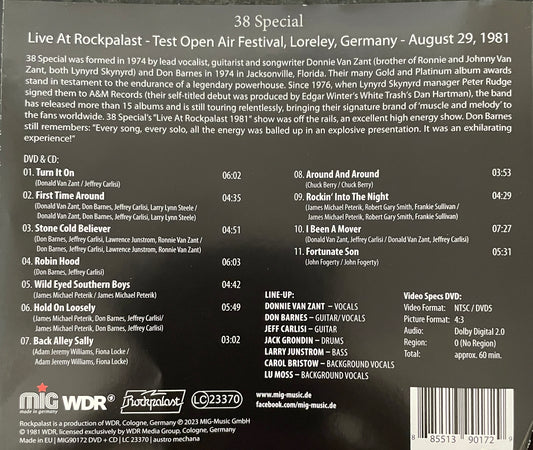 38 Special
Live At Rockpalast - Test Open Air Festival, Loreley, Germany - August 29, 1981
38 Special was formed in 1974 by lead vocalist, guitarist and songwriter Donnie Van Zant (brother of Ronnie and Johnny Van
Zant, both Lynyrd Skynyrd) and Don Barnes in 1974 in Jacksonville, Florida. Their many Gold and Platinum album awards
stand in testament to the endurance of a legendary powerhouse. Since 1976, when Lynyrd Skynyrd manager Peter Rudge
signed them to A&M Records (their self-titled debut was produced by Edgar Winter's White Trash's Dan Hartman), the band
has released more than 15 albums and is still touring relentlessly, bringing their signature brand of 'muscle and melody' to
the fans worldwide. 38 Special's "Live At Rockpalast 1981" show was off the rails, an excellent high energy show. Don Barnes
still remembers: "Every song, every solo, all the energy was balled up in an explosive presentation. It was an exhilarating
experience!"
DVD & CD:
01. Turn It On 06:02
(Donald Van Zant / Jeffrey Carlisi)
02. First Time Around 04:35
(Donald Van Zant, Don Barnes, Jeffrey Carlisi, Larry Lynn Steele /
Donald Van Zant, Don Barnes, Jeffrey Carlisi, Larry Lynn Steele)
03. Stone Cold Believer 04:51
(Don Barnes, Jeffrey Carlisi, Lawrence Junstrom, Ronnie Van Zant /
Don Barnes, Jeffrey Carlisi, Lawrence Junstrom, Ronnie Van Zant)
04. Robin Hood 06:03
(Don Barnes, Jeffrey Carlisi)
05. Wild Eyed Southern Boys 04:42
(James Michael Peterik / James Michael Peterik)
06. Hold On Loosely 05:49
(James Michael Peterik, Don Barnes, Jeffrey Carlisi/
James Michael Peterik, Don Barnes, Jeffrey Carlisi)
07. Back Alley Sally 03:02
(Adam Jeremy Williams, Fiona Locke /
Adam Jeremy Williams, Fiona Locke)
08. Around And Around 03:53
(Chuck Berry / Chuck Berry)
09. Rockin' Into The Night 04:29
(James Michael Peterik, Robert Gary Smith, Frankie Sullivan /
James Michael Peterik, Robert Gary Smith, Frankie Sullivan)
10. I Been A Mover 07:27
(Donald Van Zant, Jeffrey Carlisi / Donald Van Zant, Jeffrey Carlisi)
11. Fortunate Son 05:31
(John Fogerty / John Fogerty)
LINE-UP:
DONNIE VAN ZANT – VOCALS
DON BARNES – GUITAR/ VOCALS
JEFF CARLISI – GUITAR
JACK GRONDIN – DRUMS
LARRY JUNSTROM – BASS
CAROL BRISTOW – BACKGROUND VOCALS
LU MOSS – BACKGROUND VOCALS
Video Specs DVD:
Video Format: NTSC / DVD5
Picture Format: 4:3
Audio: Dolby Digital 2.0
Region: 0 (No Region)
Total: approx. 60 min.
MIG
made in germany
WDR
Rockpalast
LC 23370
www.mig-music.de
facebook.com/mig-music.de
Rockpalast is a production of WDR, Cologne, Germany ℗ 2023 MIG-Music GmbH
© 1981 WDR, licensed exclusively by WDR Media Group, Cologne, Germany
Made in EU | MIG90172 DVD + CD | LC 23370 | austro mechana
8 85513 90172 9